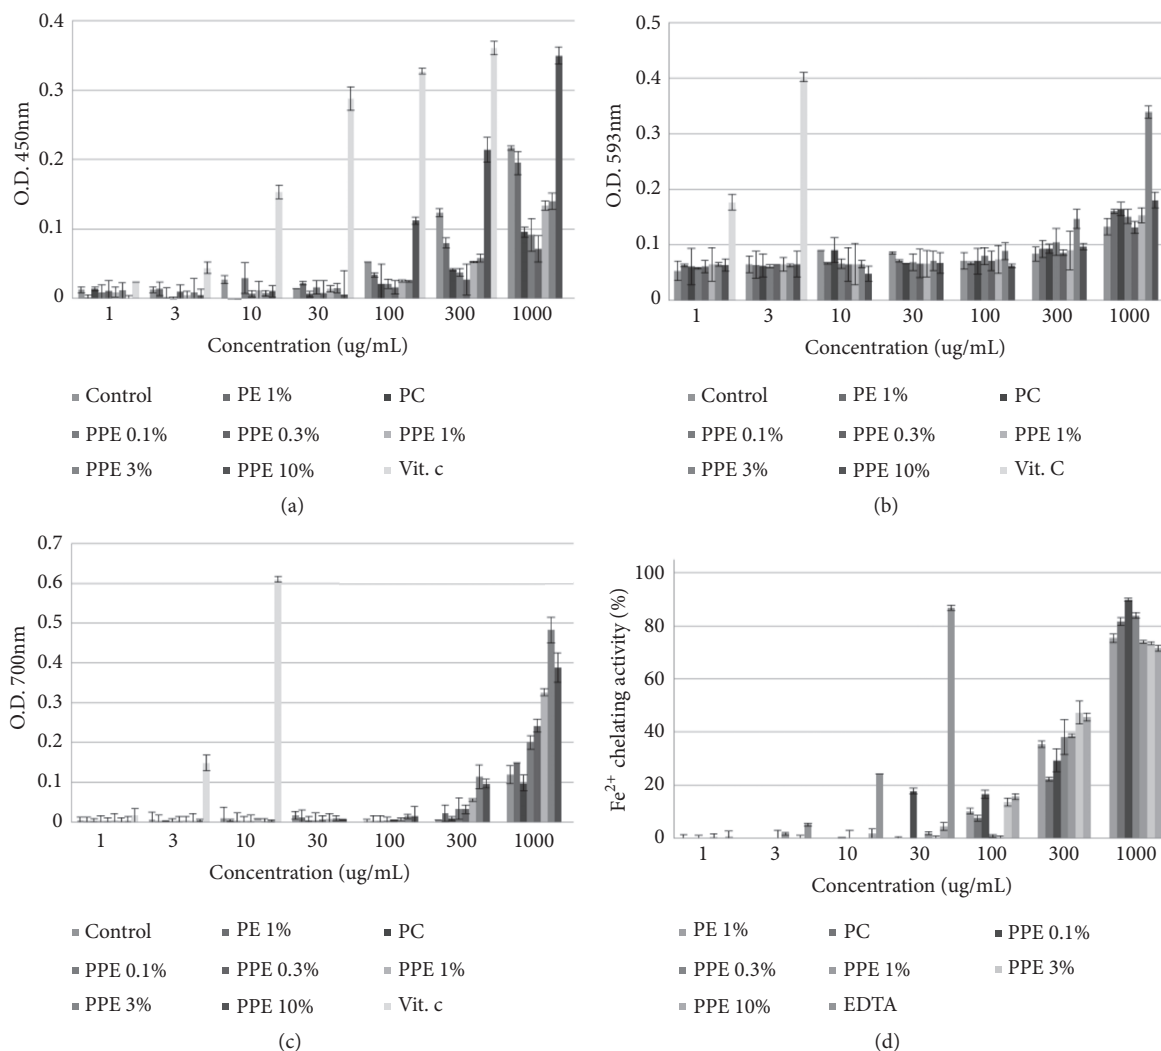 0.4
0.3
0.2
0.1
0
O.D. 450nm
1 3 10 30 100 300 1000
Concentration (ug/mL)
Control PE 1% PC
PPE 0.1% PPE 0.3% PPE 1%
PPE 3% PPE 10% Vit. c
(a)
0.5
0.4
0.3
0.2
0.1
0
O.D. 593nm
1 3 10 30 100 300 1000
Concentration (ug/mL)
Control PE 1% PC
PPE 0.1% PPE 0.3% PPE 1%
PPE 3% PPE 10% Vit. C
(b)
0.7
0.6
0.5
0.4
0.3
0.2
0.1
0
O.D. 700nm
1 3 10 30 100 300 1000
Concentration (ug/mL)
Control PE 1% PC
PPE 0.1% PPE 0.3% PPE 1%
PPE 3% PPE 10% Vit. c
(c)
100
80
60
40
20
0
Fe²⁺ chelating activity (%)
1 3 10 30 100 300 1000
Concentration (ug/mL)
PE 1% PC PPE 0.1%
PPE 0.3% PPE 1% PPE 3%
PPE 10% EDTA
(d)